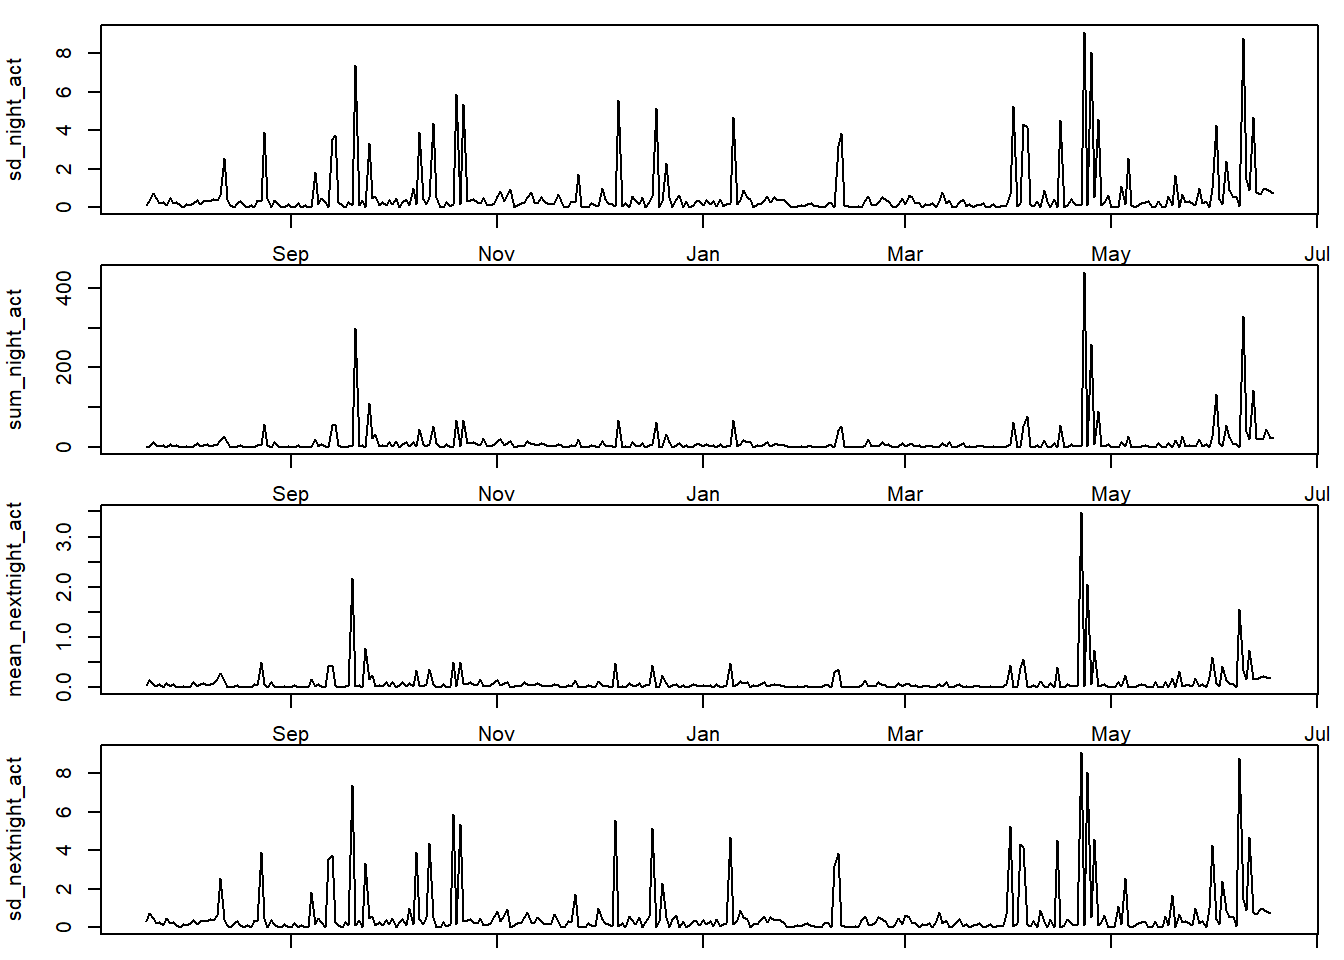 sd_night_act
8
6
4
2
0
Sep Nov Jan Mar May Jul
sum_night_act
400
200
0
Sep Nov Jan Mar May Jul
mean_nextnight_act
3.0
2.0
1.0
0.0
Sep Nov Jan Mar May Jul
sd_nextnight_act
8
6
4
2
0